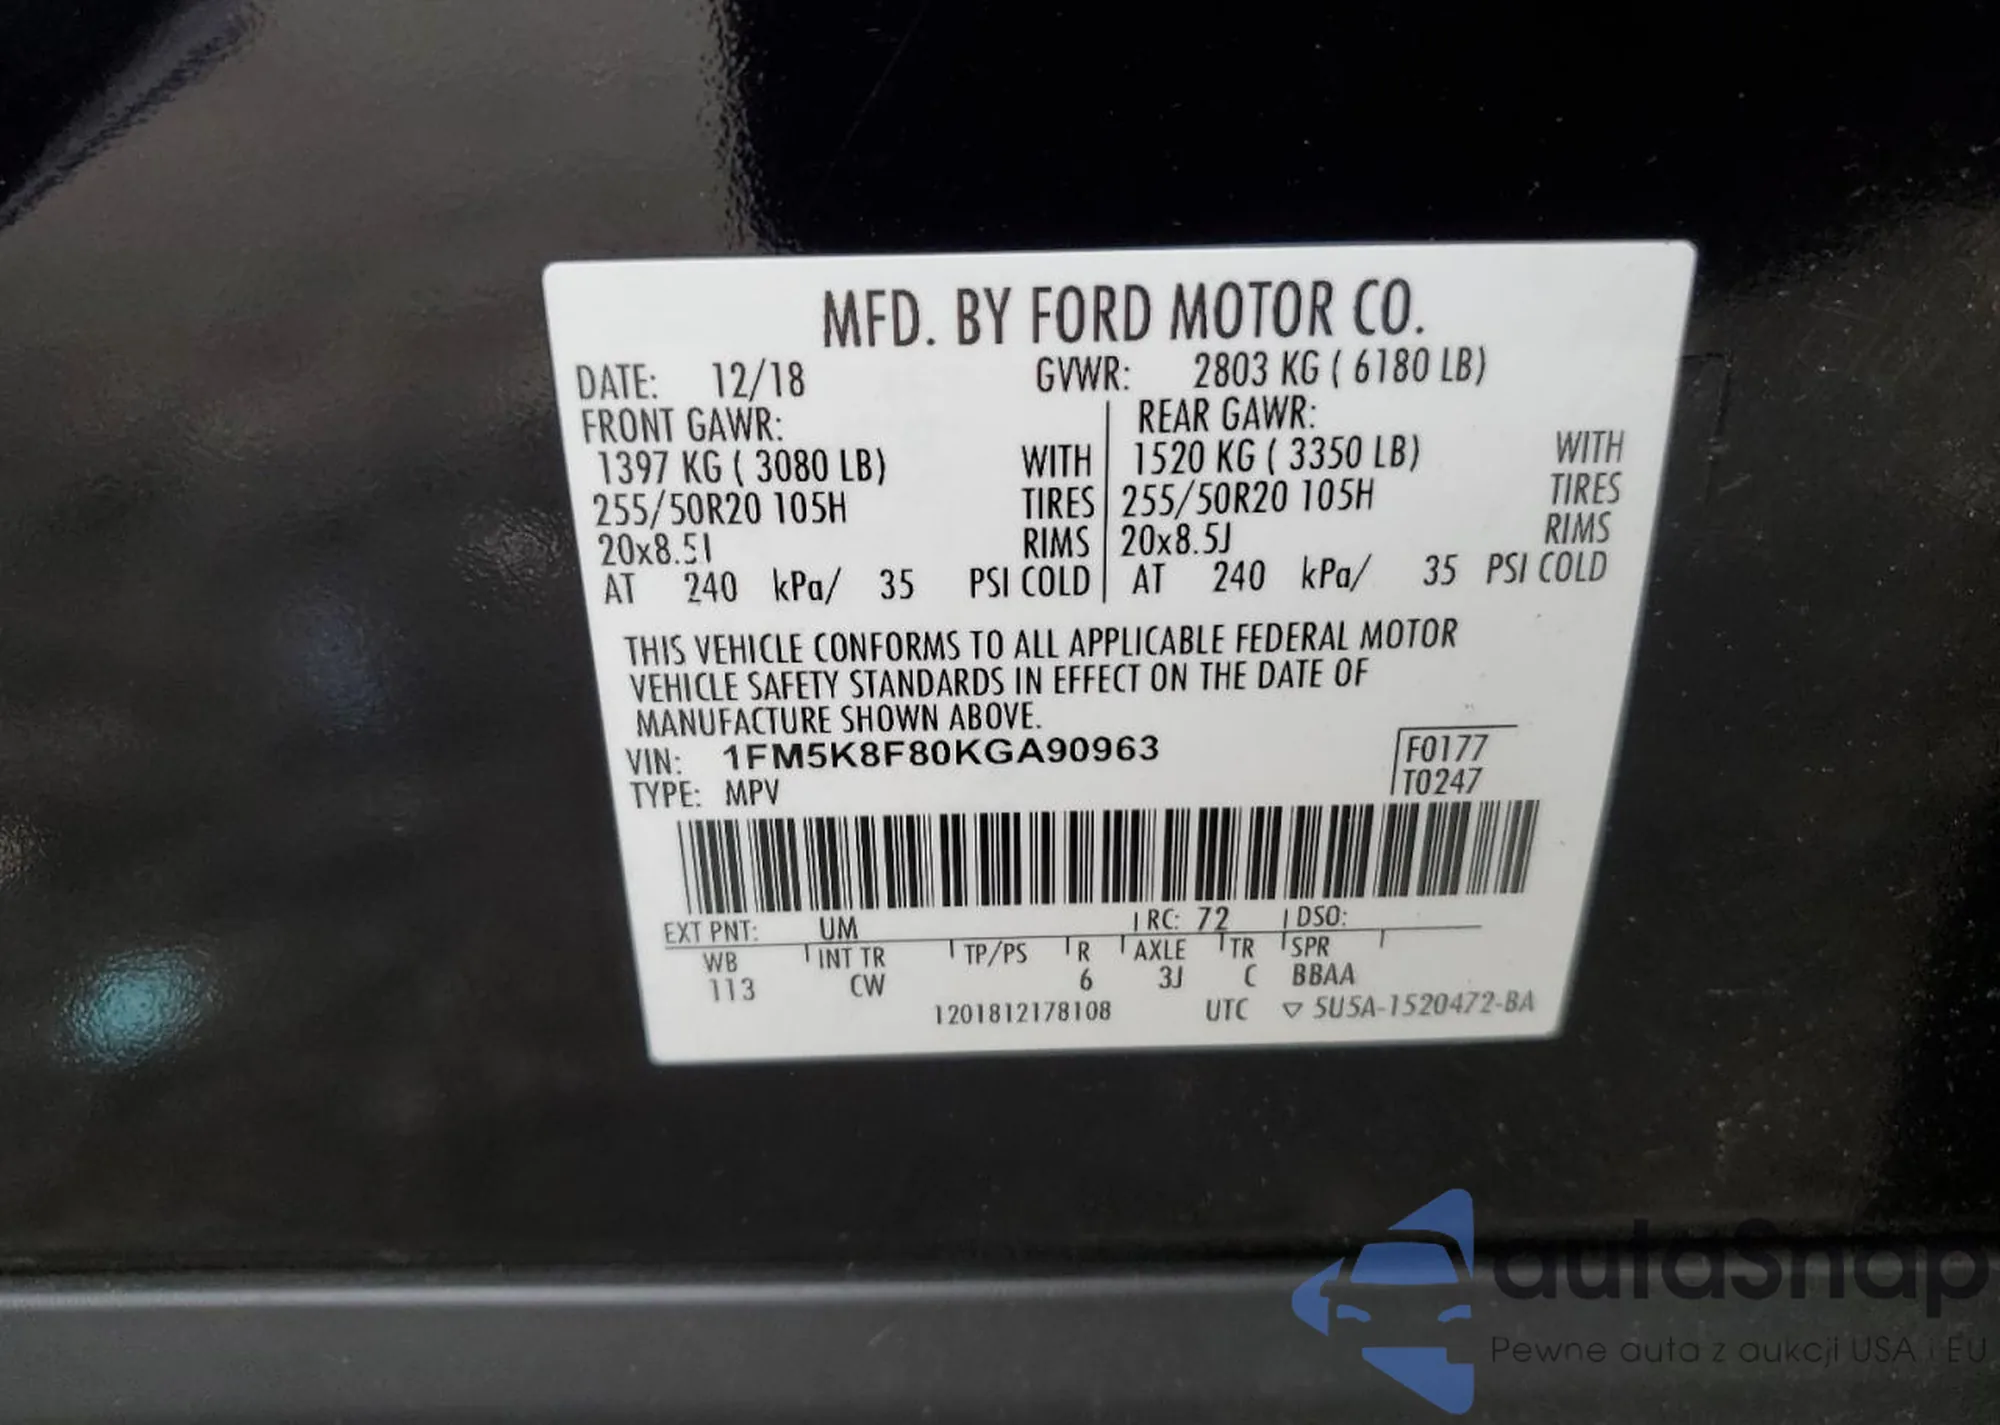 MFD. BY FORD MOTOR CO.
DATE: 12/18 GVWR: 2803 KG ( 6180 LB)
FRONT GAWR: REAR GAWR:
1397 KG ( 3080 LB) WITH 1520 KG ( 3350 LB) WITH
255/50R20 105H TIRES 255/50R20 105H TIRES
20x8.5J RIMS 20x8.5J RIMS
AT 240 kPa/ 35 PSI COLD AT 240 kPa/ 35 PSI COLD
THIS VEHICLE CONFORMS TO ALL APPLICABLE FEDERAL MOTOR
VEHICLE SAFETY STANDARDS IN EFFECT ON THE DATE OF
MANUFACTURE SHOWN ABOVE.
VIN: 1FM5K8F80KGA90963 F0177
TYPE: MPV T0247
EXT PNT: UM RC: 72 DSO:
WB INT TR TP/PS R AXLE TR SPR
113 CW 6 3J C BBAA
1201812178108 UTC ▽ 5U5A-1520472-BA
autaSnap
Pewne auta z aukcji USA i EU